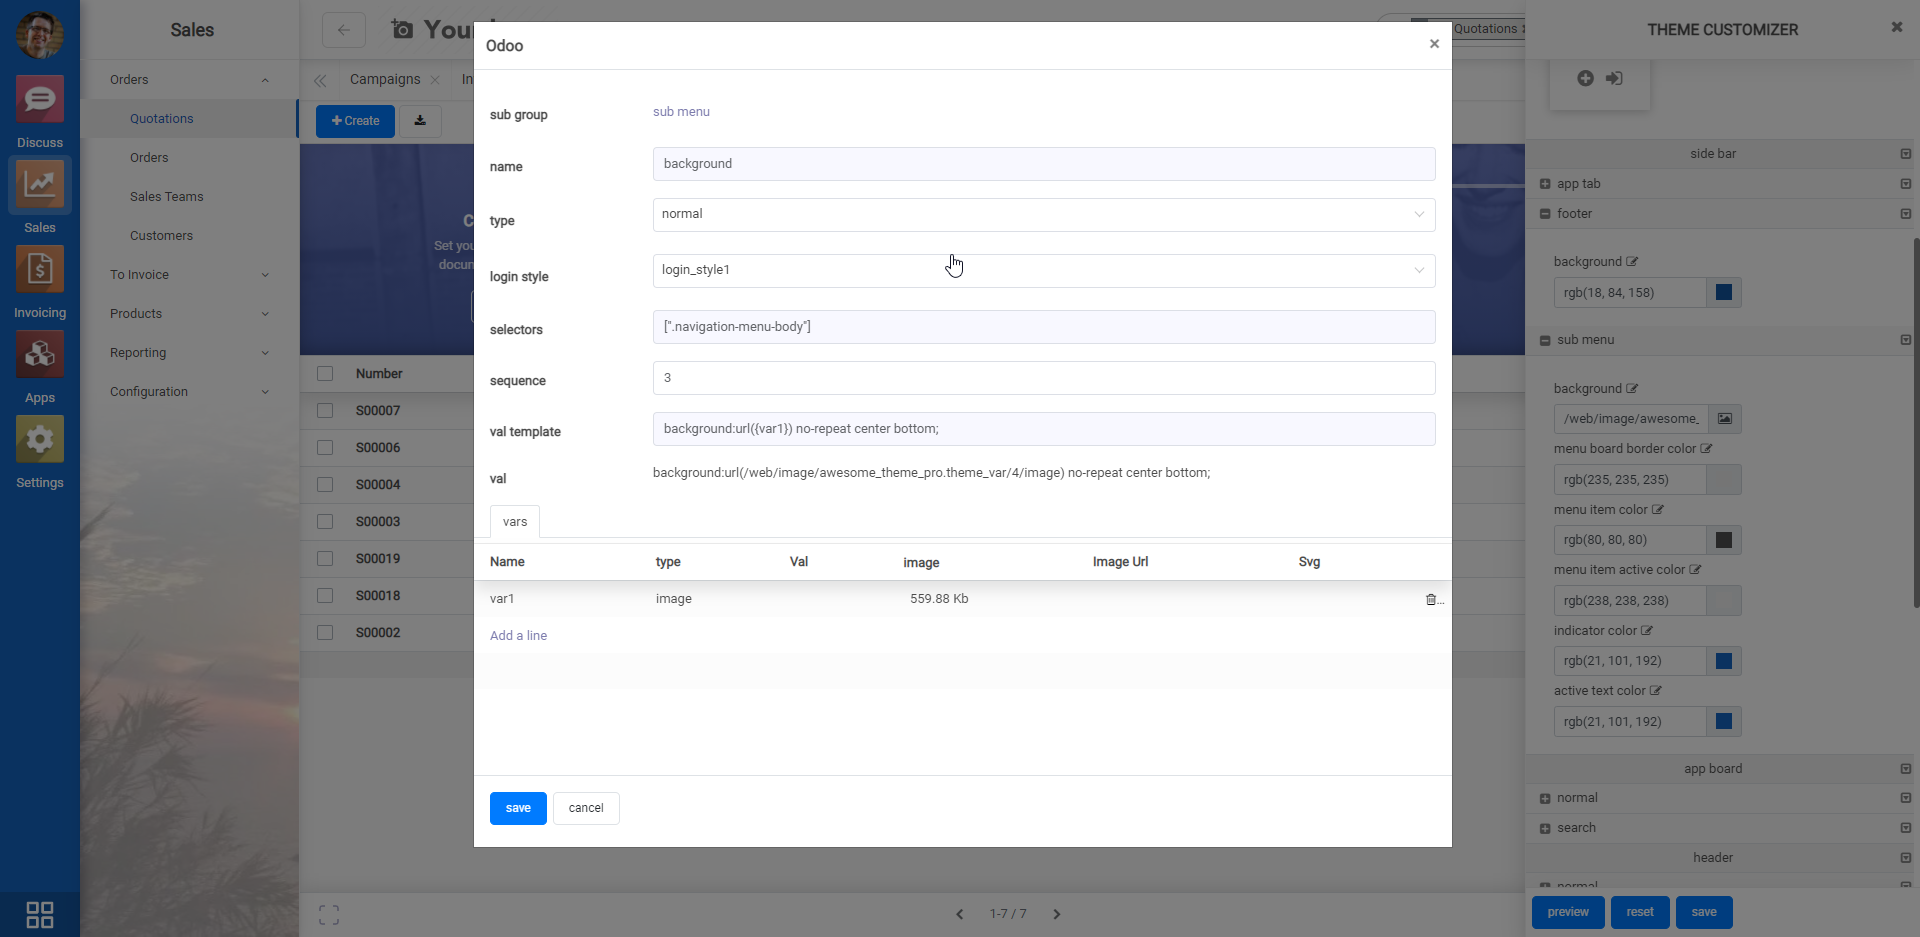 Discuss
Sales
Invoicing
Apps
Settings
Sales
Orders
Quotations
Orders
Sales Teams
Customers
To Invoice
Products
Reporting
Configuration
Campaigns
Create
Set you
docun
Number
S00007
S00006
S00004
S00003
S00019
S00018
S00002
1-7 / 7
Quotations
Odoo
×
sub group
sub menu
name
background
type
normal
login style
login_style1
selectors
[".navigation-menu-body"]
sequence
3
val template
background:url({var1}) no-repeat center bottom;
val
background:url(/web/image/awesome_theme_pro.theme_var/4/image) no-repeat center bottom;
vars
Name type Val image Image Url Svg
var1 image 559.88 Kb ...
Add a line
save cancel
THEME CUSTOMIZER
side bar
app tab
footer
background
rgb(18, 84, 158)
sub menu
background
/web/image/awesome_
menu board border color
rgb(235, 235, 235)
menu item color
rgb(80, 80, 80)
menu item active color
rgb(238, 238, 238)
indicator color
rgb(21, 101, 192)
active text color
rgb(21, 101, 192)
app board
normal
search
header
normal
preview reset save